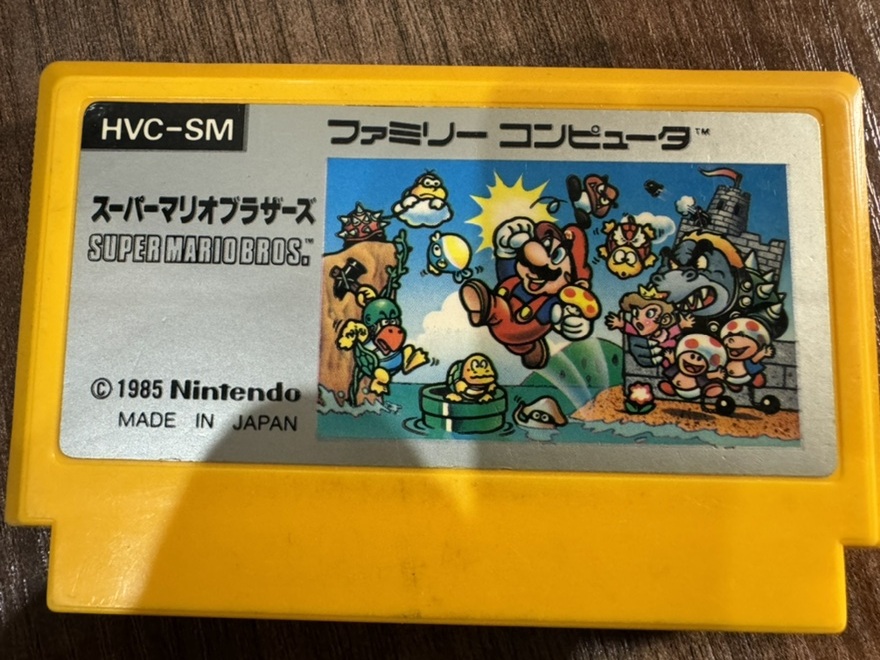 HVC-SM
ファミリー コンピュータ™
スーパーマリオブラザーズ
SUPER MARIO BROS.™
© 1985 Nintendo
MADE IN JAPAN